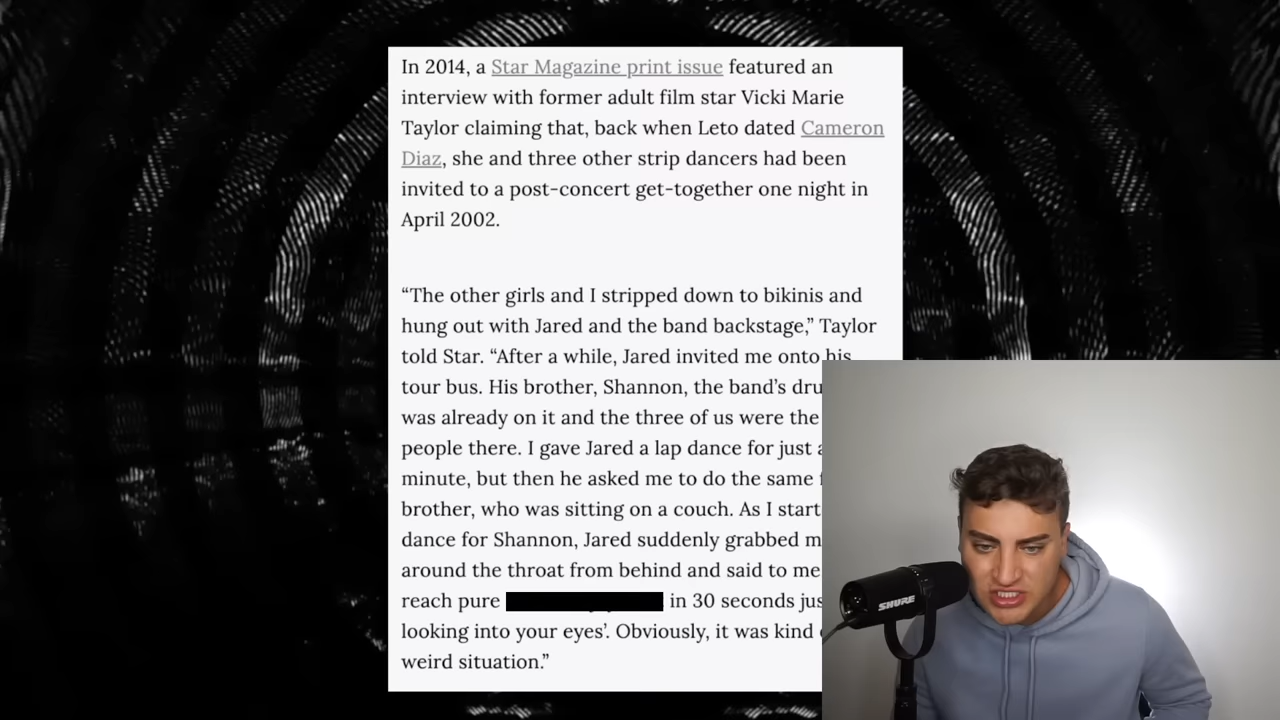 In 2014, a Star Magazine print issue featured an
interview with former adult film star Vicki Marie
Taylor claiming that, back when Leto dated Cameron
Diaz, she and three other strip dancers had been
invited to a post-concert get-together one night in
April 2002.
“The other girls and I stripped down to bikinis and
hung out with Jared and the band backstage,” Taylor
told Star. “After a while, Jared invited me onto his
tour bus. His brother, Shannon, the band’s dru
was already on it and the three of us were the
people there. I gave Jared a lap dance for just a
minute, but then he asked me to do the same
brother, who was sitting on a couch. As I start
dance for Shannon, Jared suddenly grabbed m
around the throat from behind and said to me
reach pure in 30 seconds jus
looking into your eyes’. Obviously, it was kind
weird situation.”
SHURE